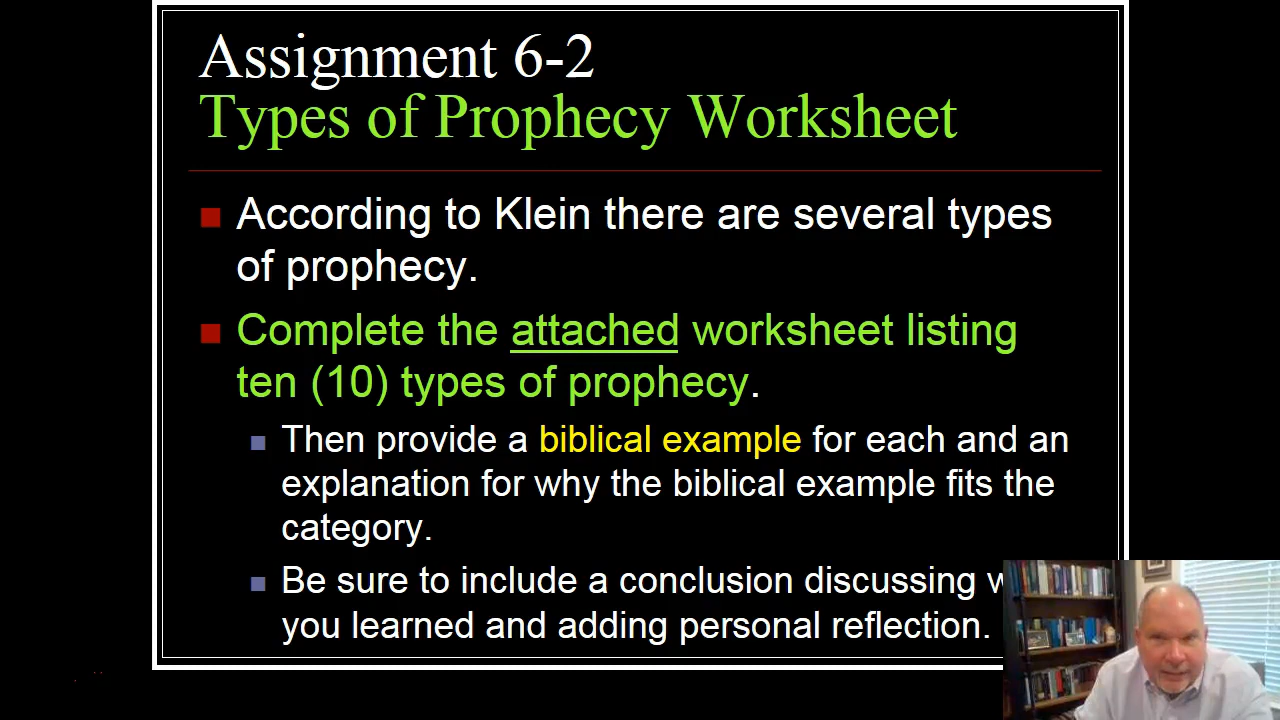 Assignment 6-2
Types of Prophecy Worksheet
According to Klein there are several types
of prophecy.
Complete the attached worksheet listing
ten (10) types of prophecy.
Then provide a biblical example for each and an
explanation for why the biblical example fits the
category.
Be sure to include a conclusion discussing
you learned and adding personal reflection.